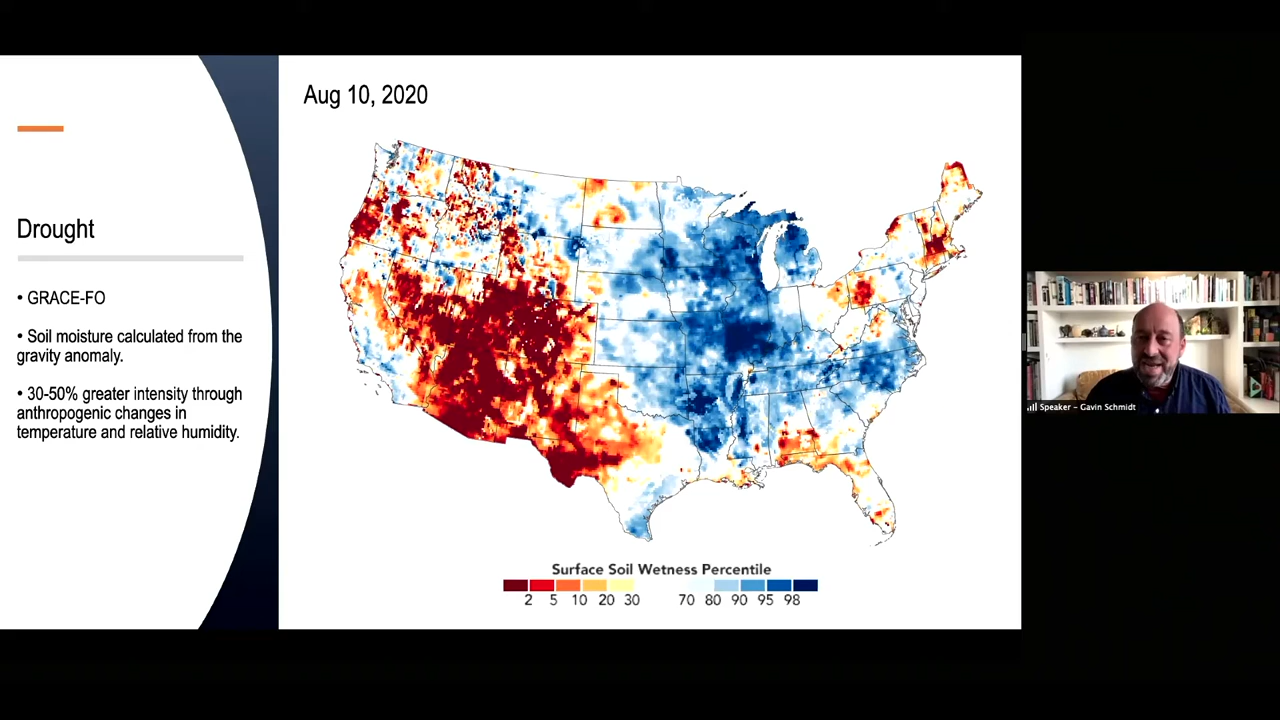 Aug 10, 2020
Drought
• GRACE-FO
• Soil moisture calculated from the
gravity anomaly.
• 30-50% greater intensity through
anthropogenic changes in
temperature and relative humidity.
Surface Soil Wetness Percentile
2 5 10 20 30 70 80 90 95 98
Speaker – Gavin Schmidt